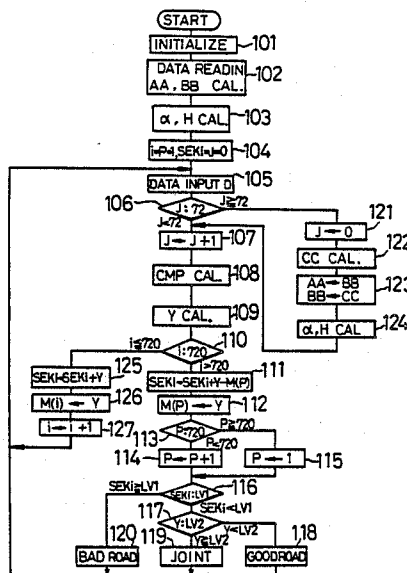 START
INITIALIZE 101
DATA READIN 102
AA, BB CAL.
α, H CAL 103
i=P=1, SEKi=J=0 104
DATA INPUT D 105
106 J:72 J≧72
J<72
J←J+1 107
J←0 121
CC CAL. 122
CMP CAL. 108
AA←BB 123
BB←CC
Y CAL. 109
α, H CAL 124
i≦720 i:720 110
i>720
SEKi=SEKi+Y 125
SEKi=SEKi+Y-M(P) 111
M(i)←Y 126
M(P)←Y 112
i←i+1 127
113 P:720 P≧720
P<720
114 P←P+1
P←1 115
SEKi≧LV1 SEKi:LV1 116
SEKi<LV1
117 Y:LV2 Y<LV2
Y≧LV2
120 119 118
BAD ROAD JOINT GOODROAD